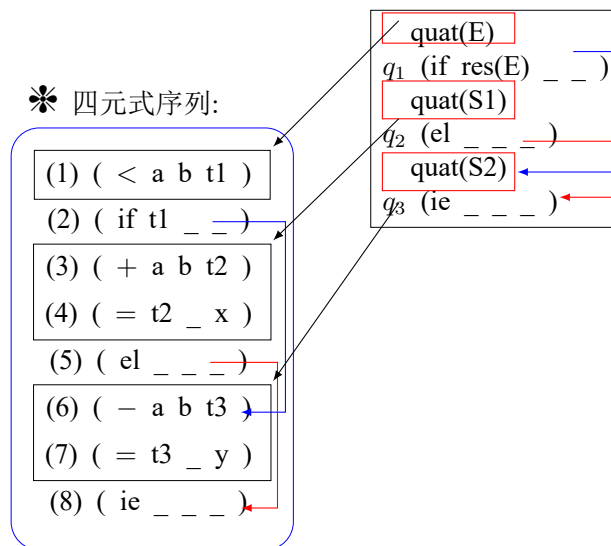 quat(E)
q₁ (if res(E) _ _ )
quat(S1)
q₂ (el _ _ _ )
quat(S2)
q₃ (ie _ _ _ )
❋ 四元式序列:
(1) ( < a b t1 )
(2) ( if t1 _ _ )
(3) ( + a b t2 )
(4) ( = t2 _ x )
(5) ( el _ _ _ )
(6) ( − a b t3 )
(7) ( = t3 _ y )
(8) ( ie _ _ _ )